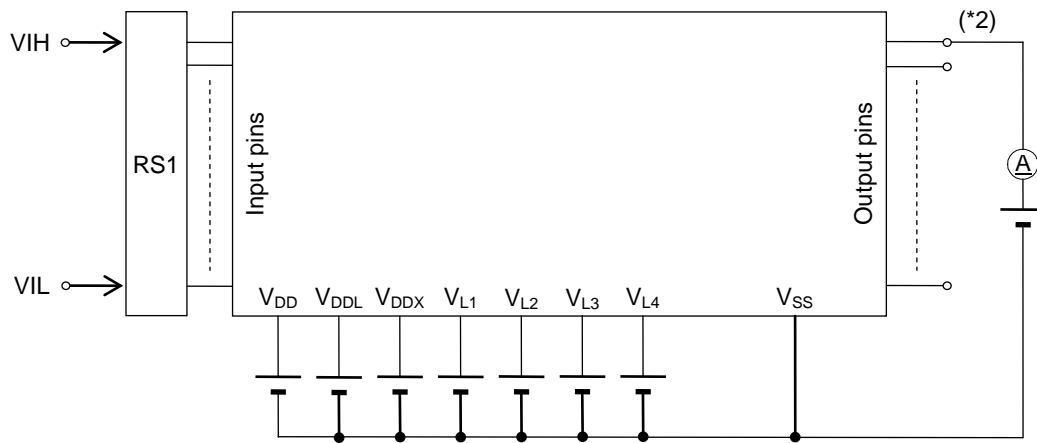 VIH
(*2)
RS1
Input pins
Output pins
A
VIL
VDD
VDDL
VDDX
VL1
VL2
VL3
VL4
VSS